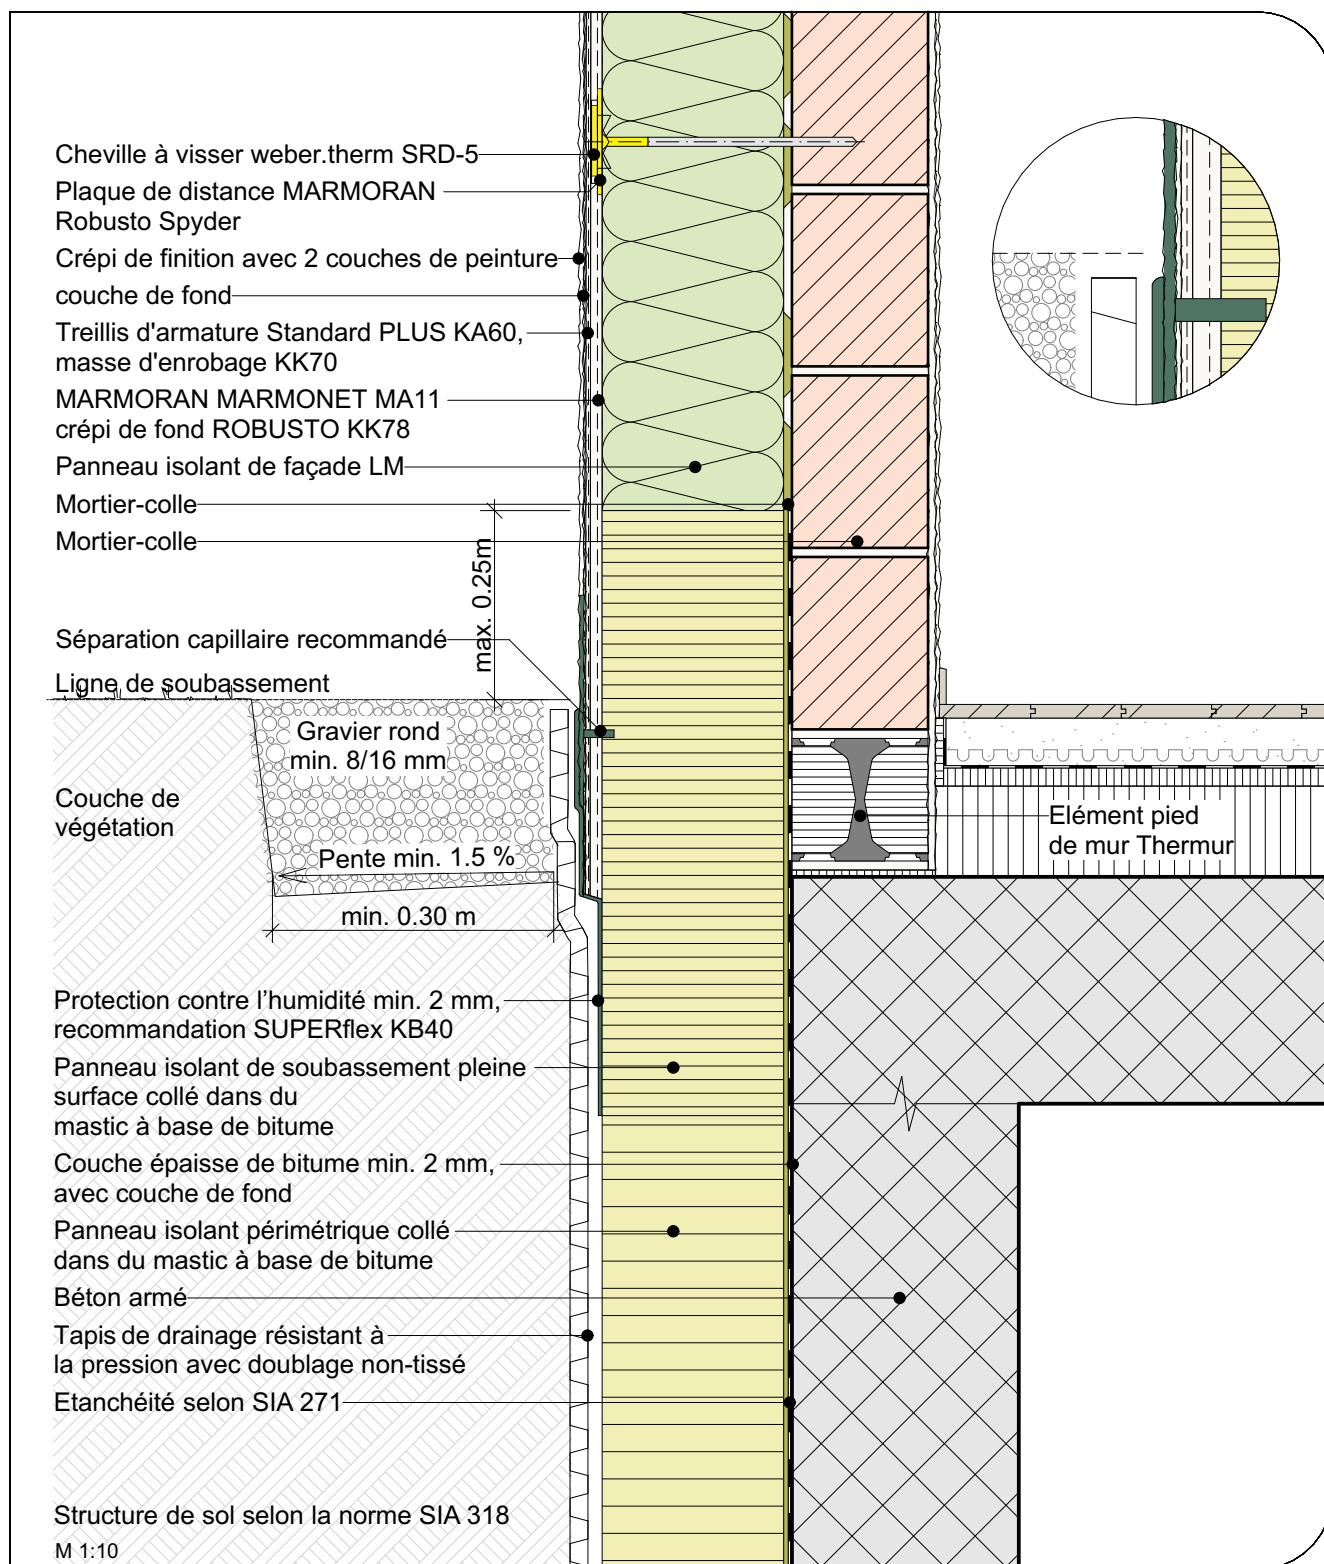 Cheville à visser weber.therm SRD-5
Plaque de distance MARMORAN
Robusto Spyder
Crépi de finition avec 2 couches de peinture
couche de fond
Treillis d'armature Standard PLUS KA60,
masse d'enrobage KK70
MARMORAN MARMONET MA11
crépi de fond ROBUSTO KK78
Panneau isolant de façade LM
Mortier-colle
Mortier-colle
max. 0.25m
Séparation capillaire recommandé
Ligne de soubassement
Gravier rond
min. 8/16 mm
Couche de
végétation
Pente min. 1.5 %
min. 0.30 m
Elément pied
de mur Thermur
Protection contre l’humidité min. 2 mm,
recommandation SUPERflex KB40
Panneau isolant de soubassement pleine
surface collé dans du
mastic à base de bitume
Couche épaisse de bitume min. 2 mm,
avec couche de fond
Panneau isolant périmétrique collé
dans du mastic à base de bitume
Béton armé
Tapis de drainage résistant à
la pression avec doublage non-tissé
Etanchéité selon SIA 271
Structure de sol selon la norme SIA 318
M 1:10